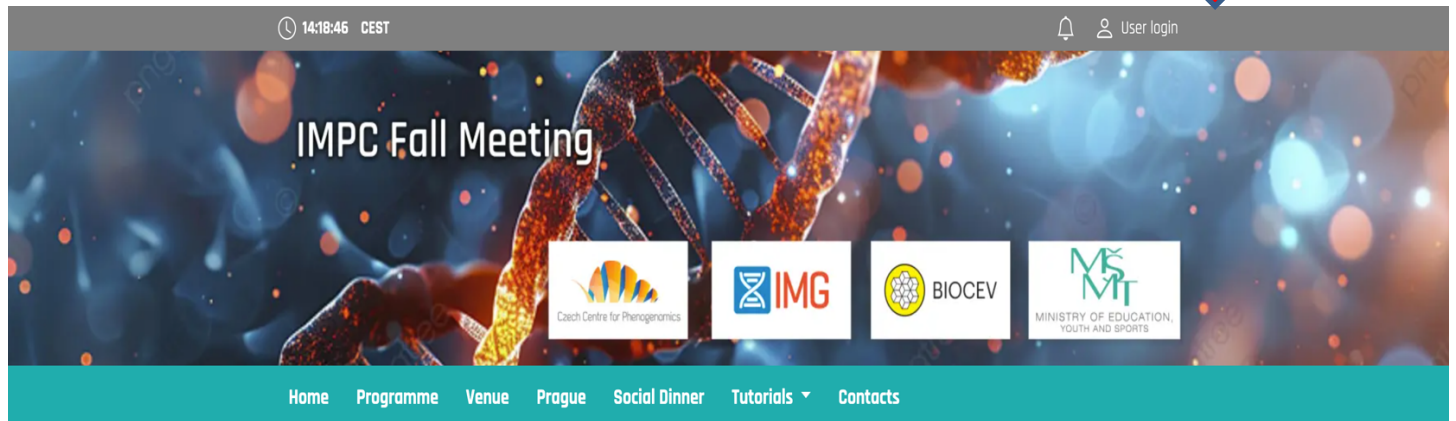 14:18:46 CEST
User login
IMPC Fall Meeting
Czech Centre for Phenogenomics
IMG
BIOCEV
MŠMT
MINISTRY OF EDUCATION,
YOUTH AND SPORTS
Home Programme Venue Prague Social Dinner Tutorials Contacts